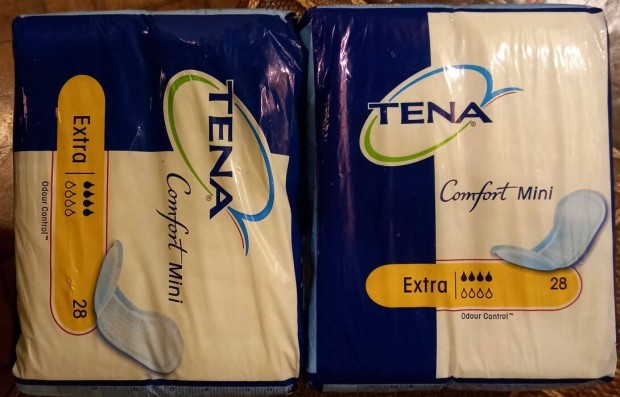 TENA
Comfort Mini
Extra
28
Odour Control™
TENA
Comfort Mini
Extra
28
Odour Control™